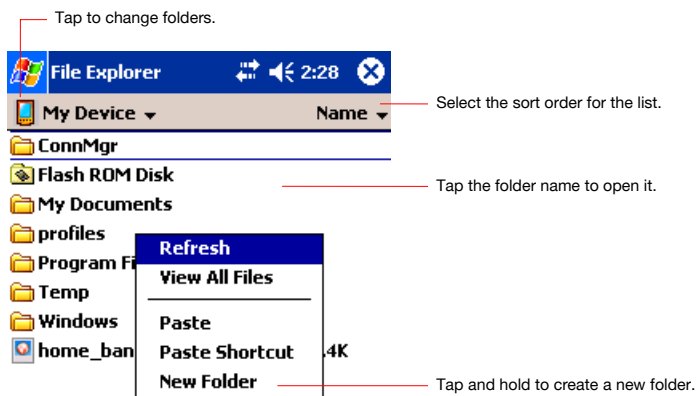 Tap to change folders.
File Explorer 2:28
My Device Name
Select the sort order for the list.
ConnMgr
Flash ROM Disk
Tap the folder name to open it.
My Documents
profiles
Program Fi
Temp
Windows
home_ban .4K
Refresh
View All Files
Paste
Paste Shortcut
New Folder
Tap and hold to create a new folder.